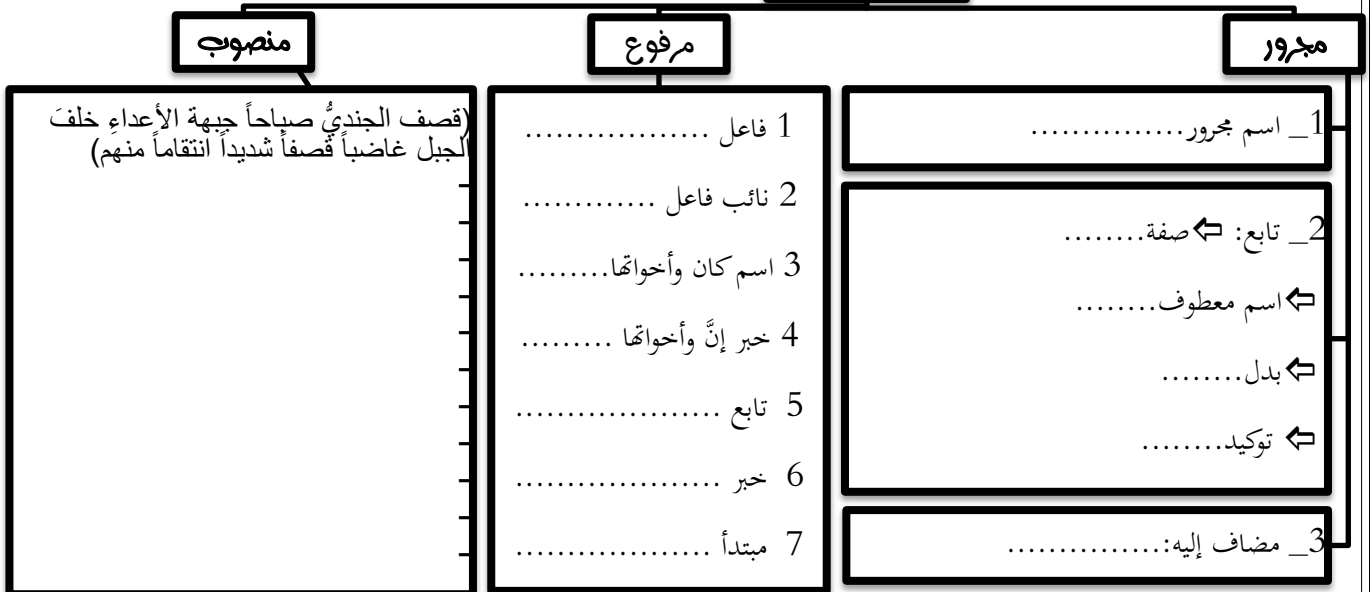 مجرور
1_ اسم مجرور...............
2_ تابع: ⇦صفة........
⇦اسم معطوف........
⇦بدل........
⇦ توكيد........
3_ مضاف إليه:...............
مرفوع
1 فاعل ..................
2 نائب فاعل .............
3 اسم كان وأخواتها.........
4 خبر إنَّ وأخواتها .........
5 تابع ....................
6 خبر ....................
7 مبتدأ ..................
منصوب
(قصف الجنديُّ صباحاً جبهة الأعداءِ خلفَ
الجبل غاضباً قصفاً شديداً انتقاماً منهم)
-
-
-
-
-
-
-
-
-
-
-